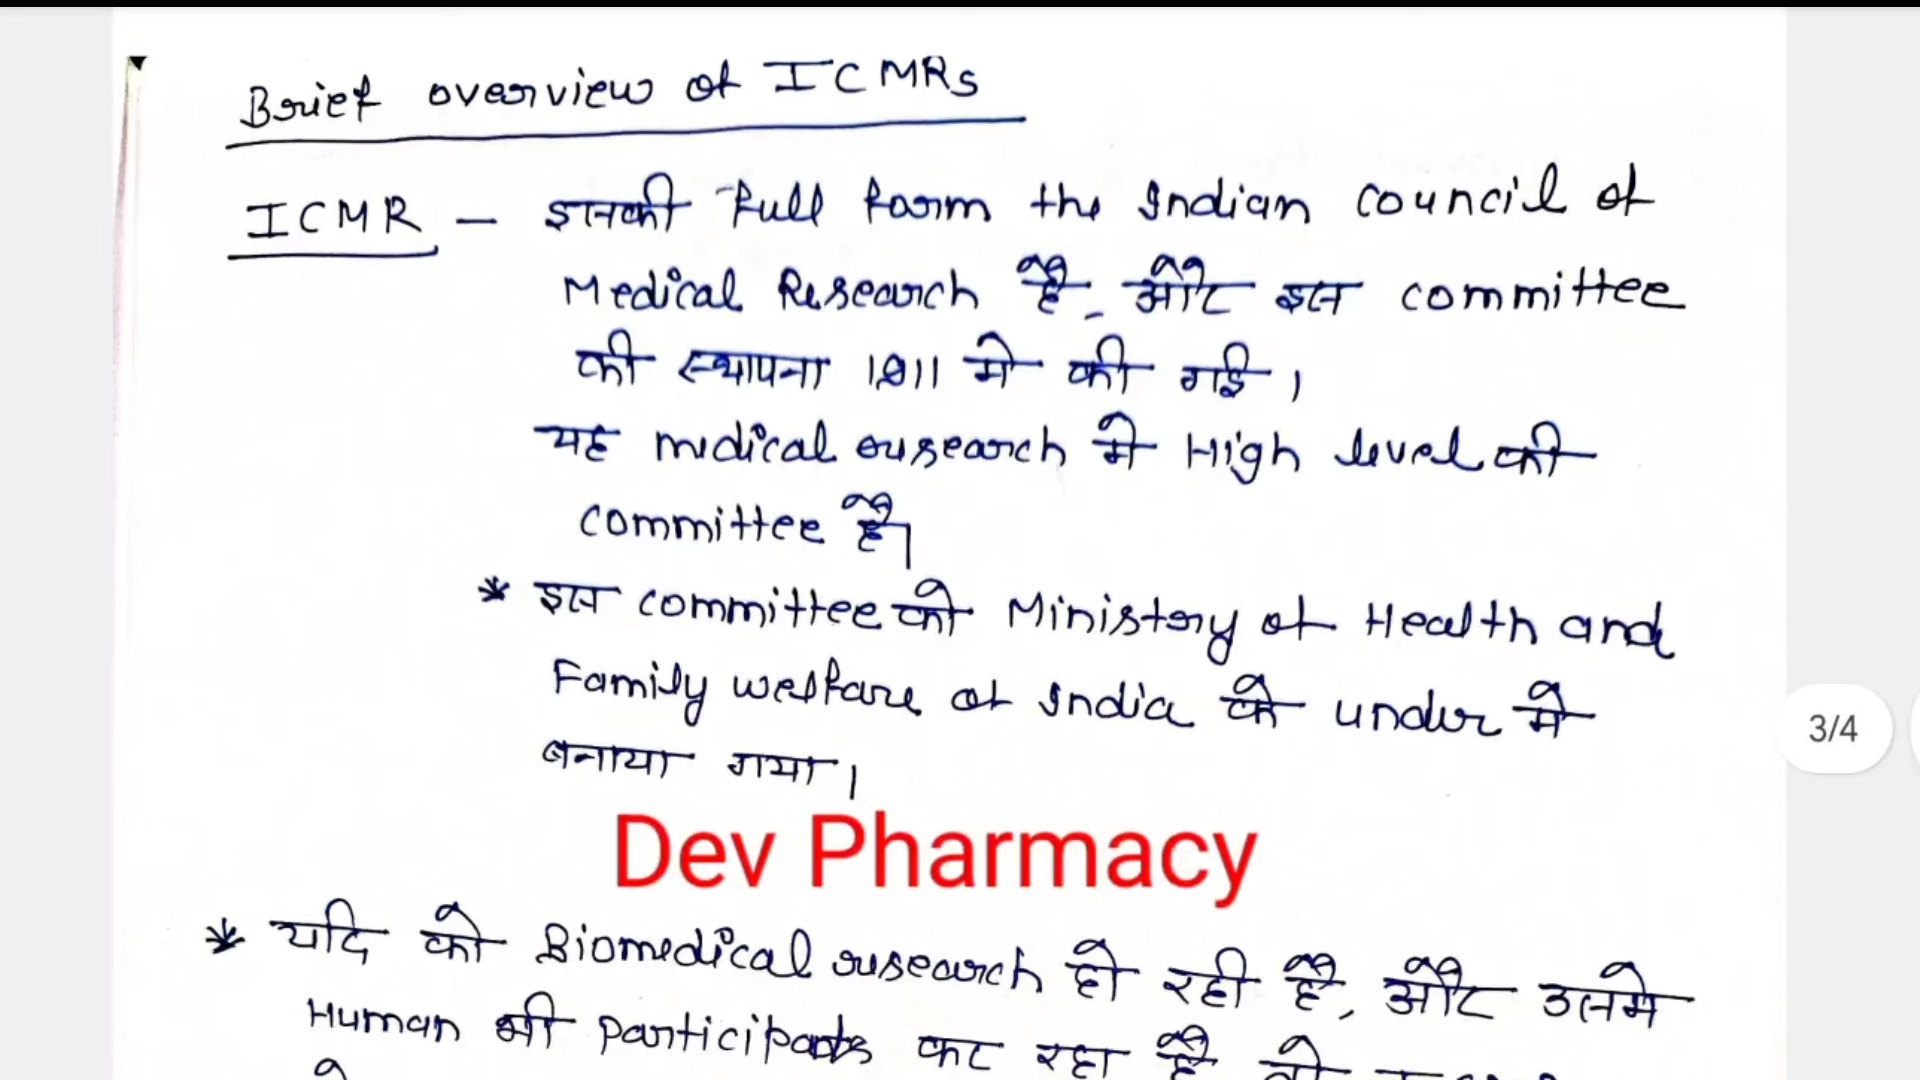 Brief overview of ICMRs
ICMR – इनकी full form the Indian council of
Medical Research है, और इस committee
की स्थापना 1911 मे की गई।
यह medical research मे High level की
committee है।
* इस committee को Ministry of Health and
Family welfare of India के under मे
बनाया गया।
Dev Pharmacy
3/4
* यदि को Biomedical research हो रही है, और उसमे
Human भी participate कर रहा है तो